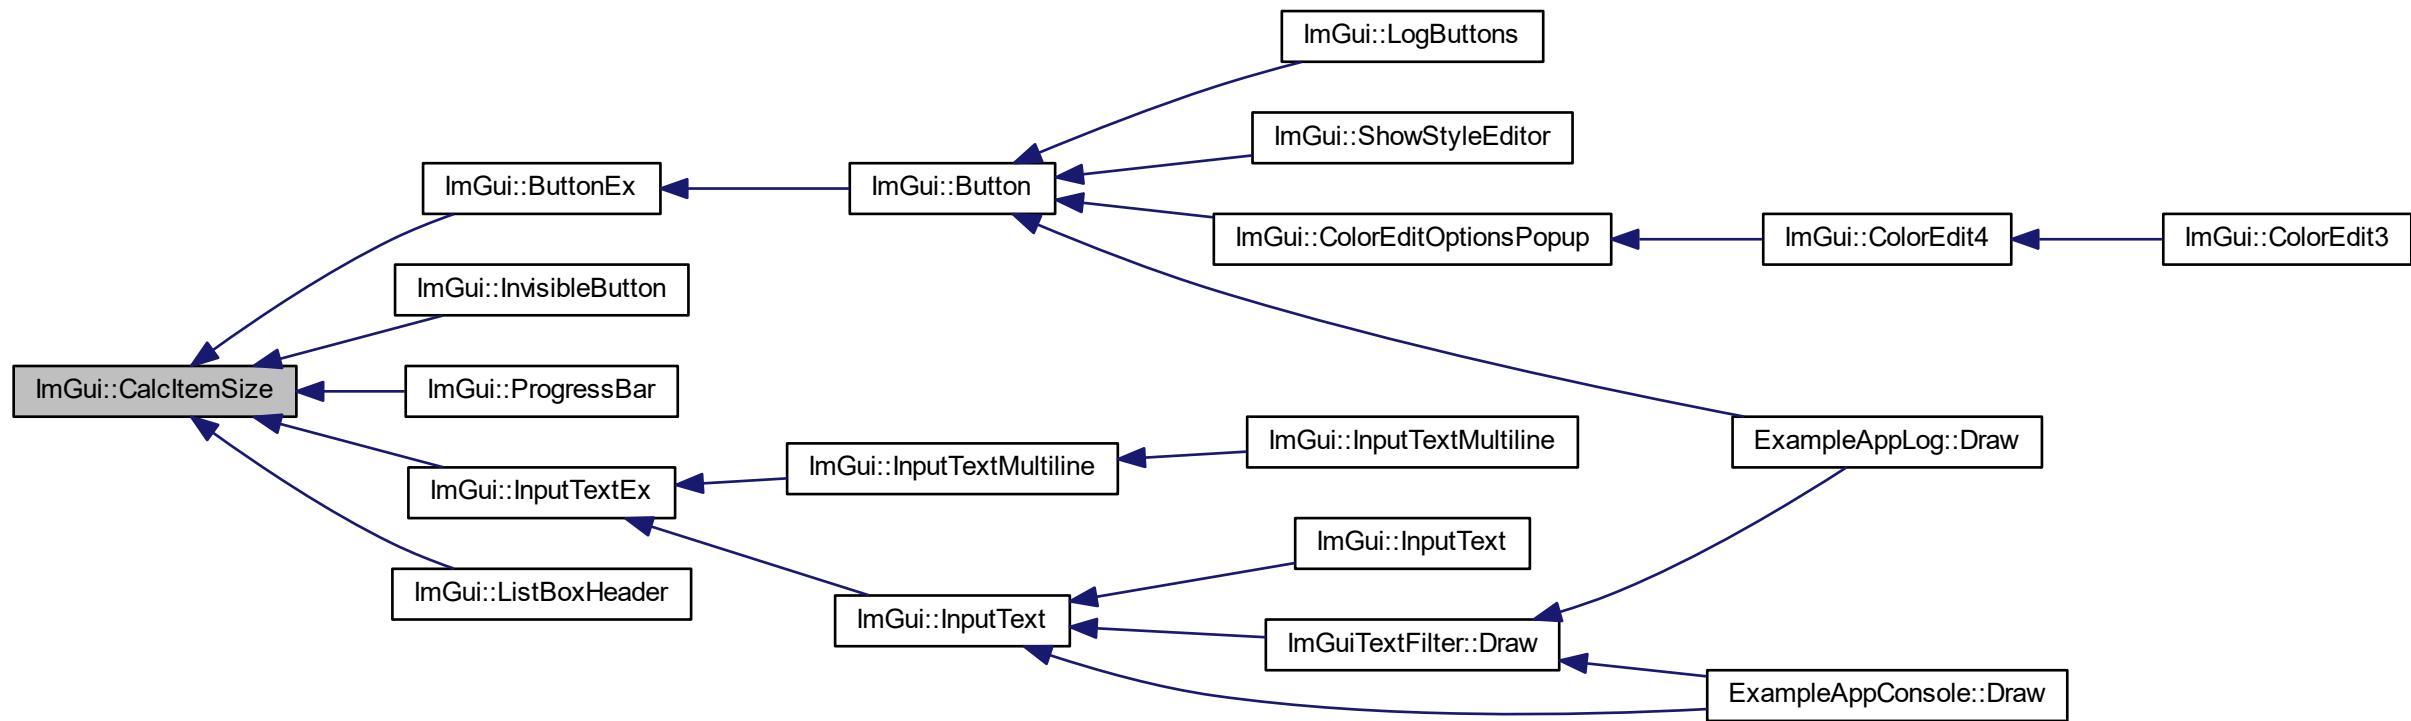 ImGui::LogButtons
ImGui::ShowStyleEditor
ImGui::ButtonEx
ImGui::Button
ImGui::ColorEditOptionsPopup
ImGui::ColorEdit4
ImGui::ColorEdit3
ImGui::InvisibleButton
ImGui::CalcItemSize
ImGui::ProgressBar
ImGui::InputTextMultiline
ExampleAppLog::Draw
ImGui::InputTextMultiline
ImGui::InputTextEx
ImGui::InputText
ImGui::ListBoxHeader
ImGui::InputText
ImGuiTextFilter::Draw
ExampleAppConsole::Draw